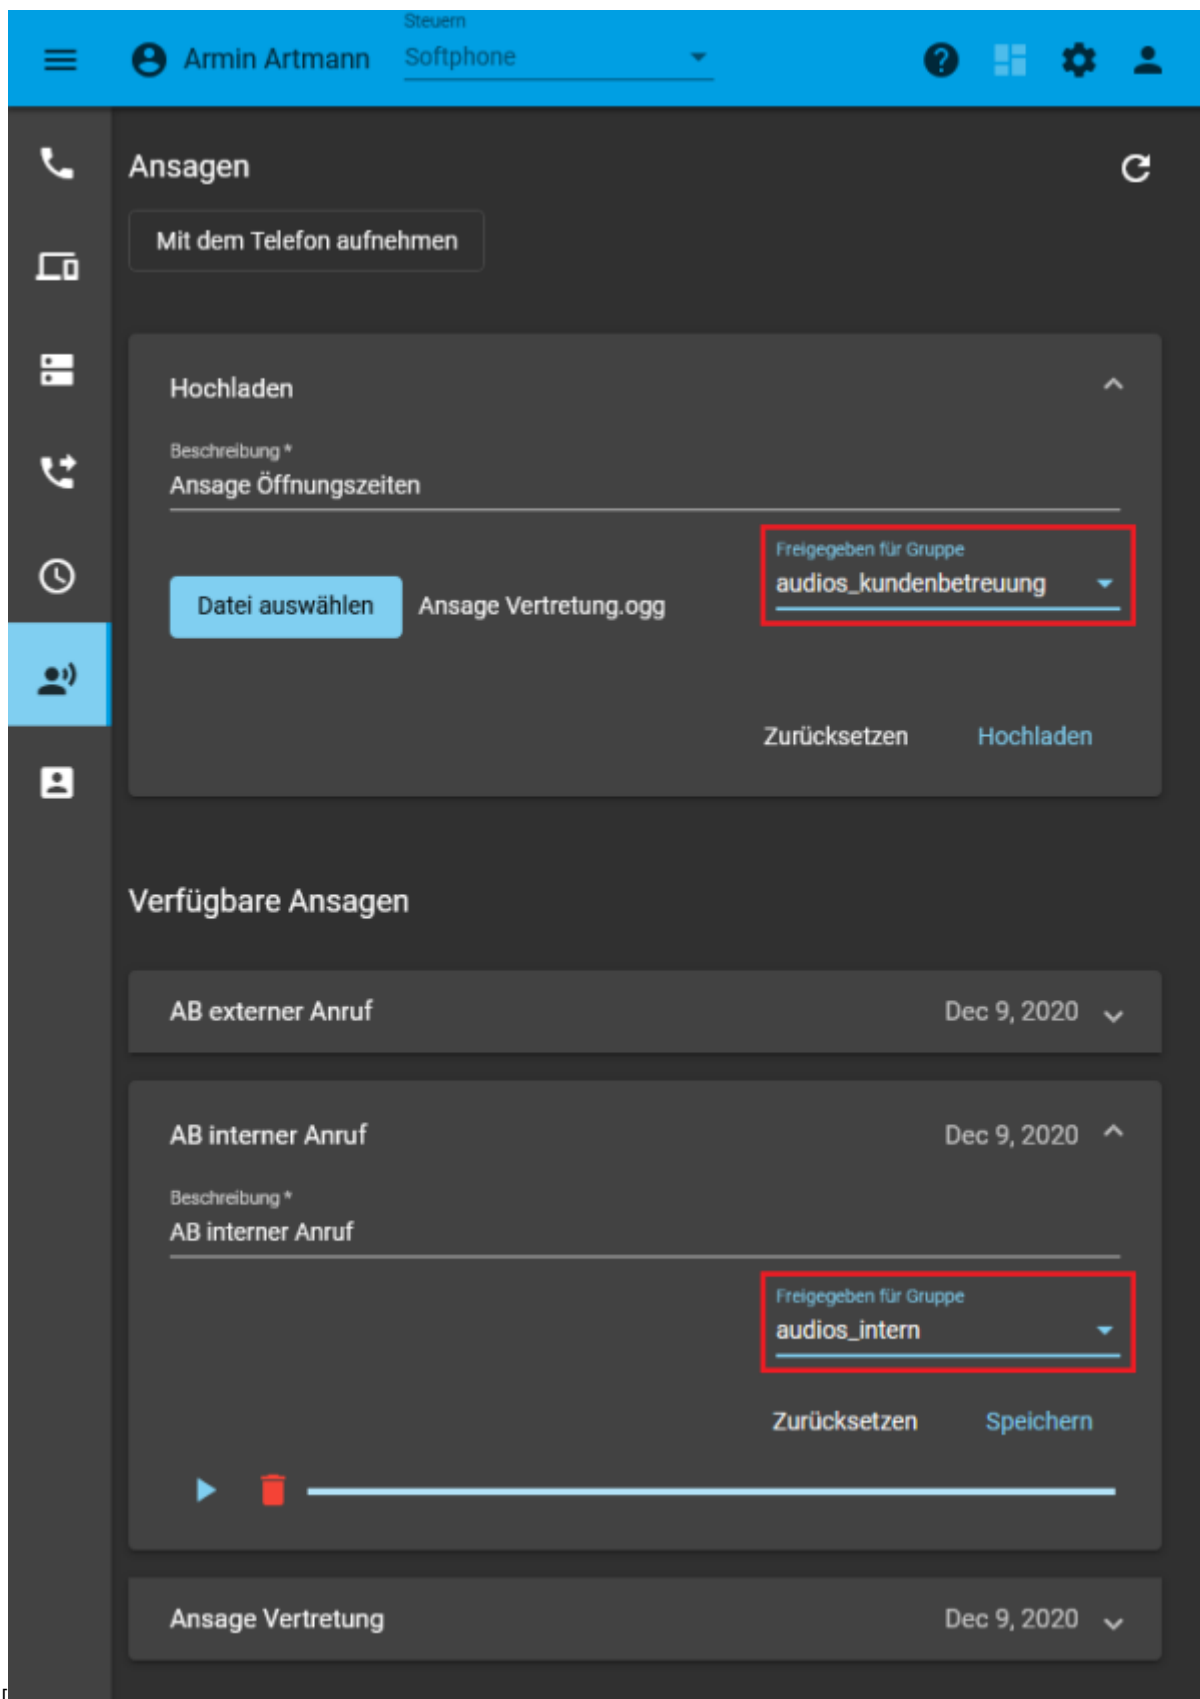 Steuern
Armin Artmann
Softphone
Ansagen
Mit dem Telefon aufnehmen
Hochladen
Beschreibung *
Ansage Öffnungszeiten
Freigegeben für Gruppe
audios_kundenbetreuung
Datei auswählen
Ansage Vertretung.ogg
Zurücksetzen
Hochladen
Verfügbare Ansagen
AB externer Anruf
Dec 9, 2020
AB interner Anruf
Dec 9, 2020
Beschreibung *
AB interner Anruf
Freigegeben für Gruppe
audios_intern
Zurücksetzen
Speichern
Ansage Vertretung
Dec 9, 2020